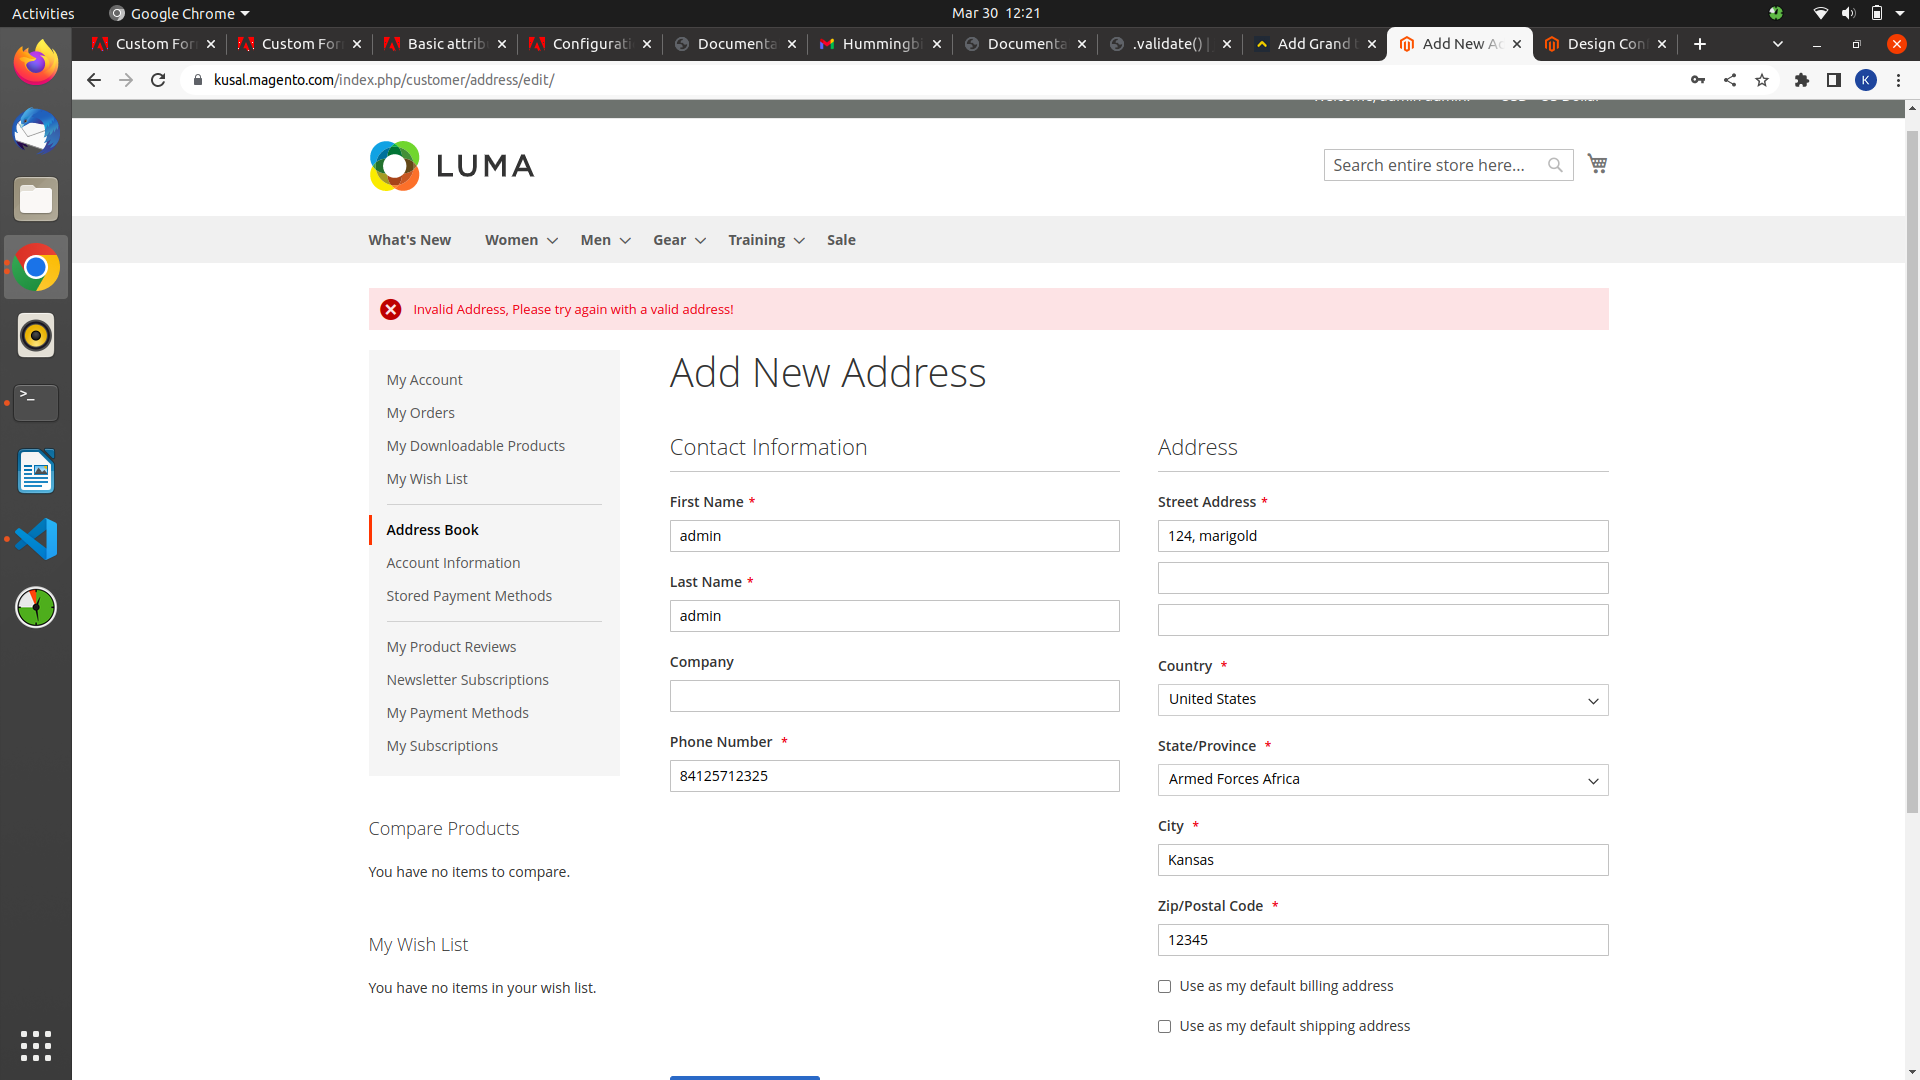 Activities
Google Chrome
Mar 30 12:21
Custom For
Custom For
Basic attrib
Configurati
Documenta
Hummingbi
Documenta
.validate() |
Add Grand t
Add New Ac
Design Con
kusal.magento.com/index.php/customer/address/edit/
K
LUMA
Search entire store here...
What's New
Women
Men
Gear
Training
Sale
Invalid Address, Please try again with a valid address!
My Account
My Orders
My Downloadable Products
My Wish List
Address Book
Account Information
Stored Payment Methods
My Product Reviews
Newsletter Subscriptions
My Payment Methods
My Subscriptions
Compare Products
You have no items to compare.
My Wish List
You have no items in your wish list.
Add New Address
Contact Information
First Name *
admin
Last Name *
admin
Company
Phone Number *
84125712325
Address
Street Address *
124, marigold
Country *
United States
State/Province *
Armed Forces Africa
City *
Kansas
Zip/Postal Code *
12345
Use as my default billing address
Use as my default shipping address